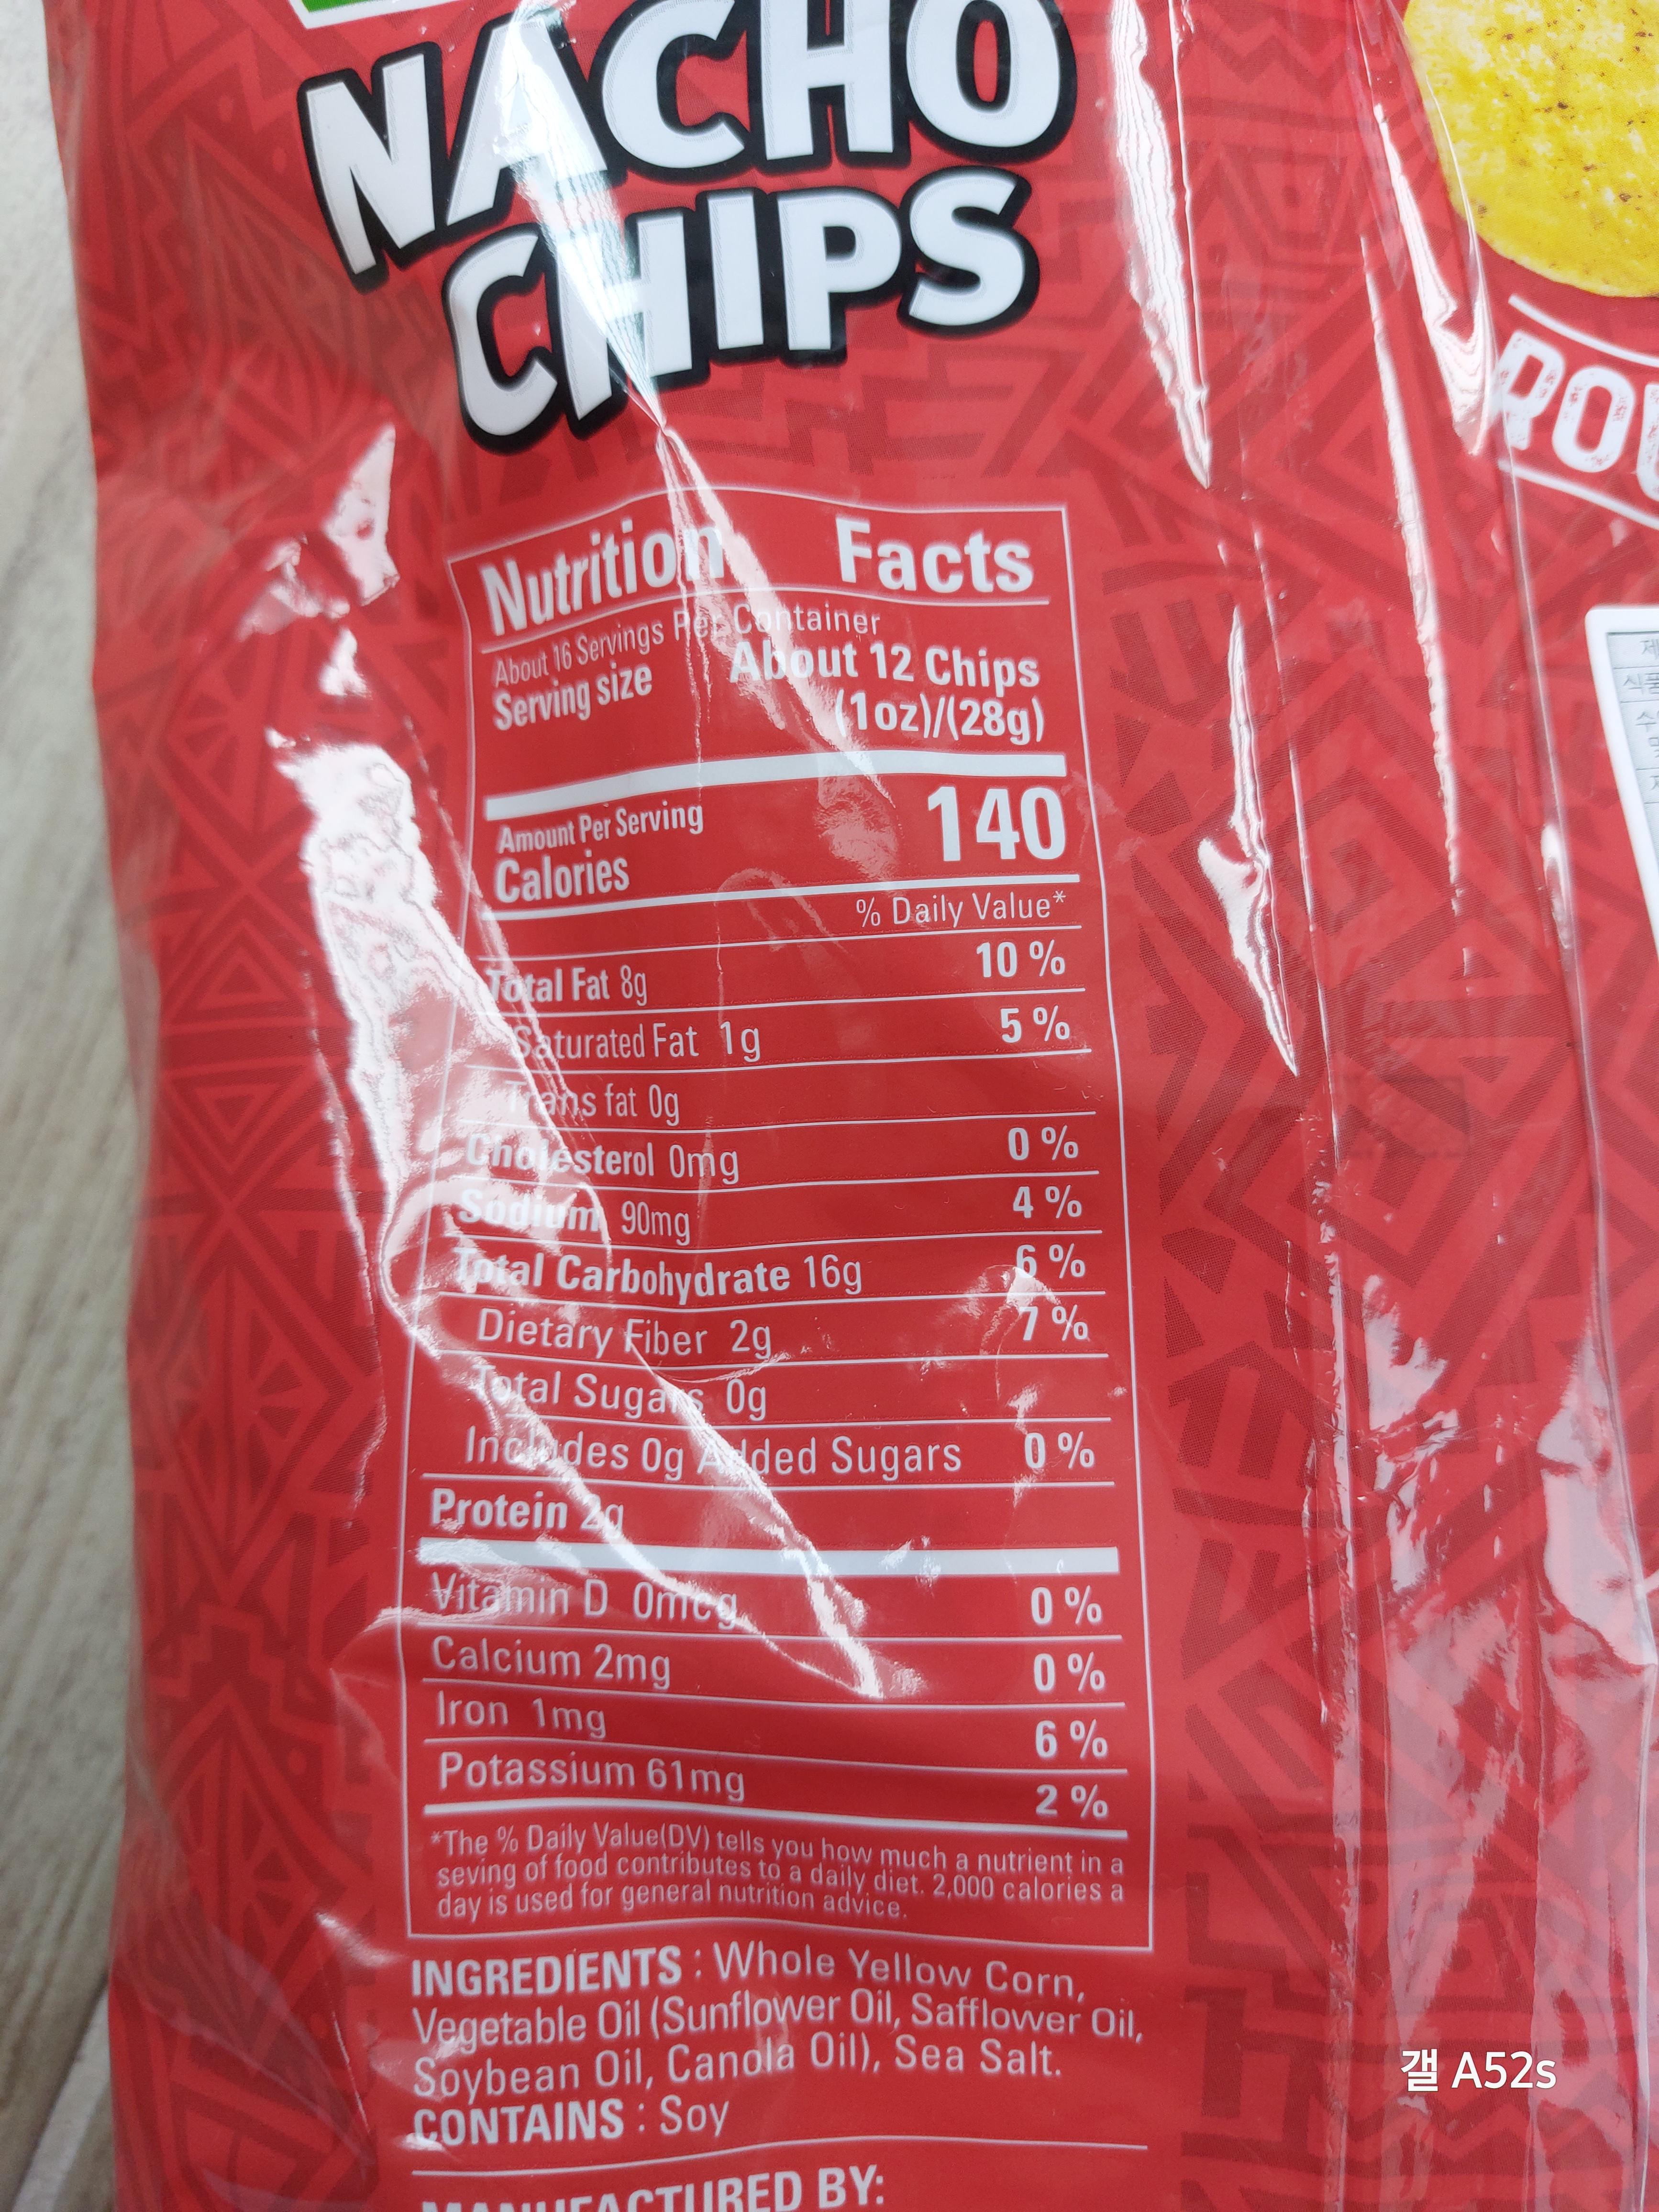 NACHO
CHIPS
ROU
Nutrition Facts
About 16 Servings Per Container
Serving size About 12 Chips
(1oz)/(28g)
Amount Per Serving
Calories 140
% Daily Value*
Total Fat 8g 10 %
Saturated Fat 1g 5 %
Trans fat 0g
Cholesterol 0mg 0 %
Sodium 90mg 4 %
Total Carbohydrate 16g 6 %
Dietary Fiber 2g 7 %
Total Sugars 0g
Includes 0g Added Sugars 0 %
Protein 2g
Vitamin D 0mcg 0 %
Calcium 2mg 0 %
Iron 1mg 6 %
Potassium 61mg 2 %
*The % Daily Value(DV) tells you how much a nutrient in a
seving of food contributes to a daily diet. 2,000 calories a
day is used for general nutrition advice.
INGREDIENTS : Whole Yellow Corn,
Vegetable Oil (Sunflower Oil, Safflower Oil,
Soybean Oil, Canola Oil), Sea Salt.
CONTAINS : Soy
MANUFACTURED BY:
제
식품
갤 A52s